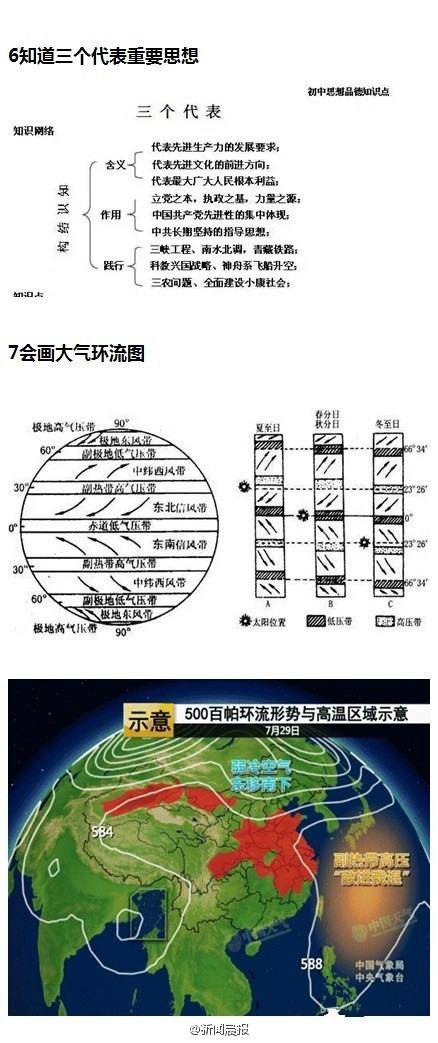 6知道三个代表重要思想
初中思想品德知识点
三个代表
知识网络
知识结构
含义
代表先进生产力的发展要求;
代表先进文化的前进方向;
代表最大广大人民根本利益;
作用
立党之本，执政之基，力量之源;
中国共产党先进性的集中体现;
中共长期坚持的指导思想;
践行
三峡工程、南水北调，青藏铁路;
科教兴国战略、神舟系飞船升空;
三农问题、全面建设小康社会;
知识点
7会画大气环流图
极地高气压带
90°
极地东风带
60°
副极地低气压带
中纬西风带
30°
副热带高气压带
东北信风带
0°
赤道低气压带
东南信风带
30°
副热带高气压带
中纬西风带
60°
副极地低气压带
极地东风带
极地高气压带
90°
夏至日
春分日
秋分日
冬至日
66°34′
23°26′
0°
23°26′
66°34′
A
B
C
太阳位置
低压带
高压带
示意
500百帕环流形势与高温区域示意
7月29日
弱冷空气
东移南下
584
副热带高压
588
中国天气
中国气象局
中央气象台
@新闻晨报